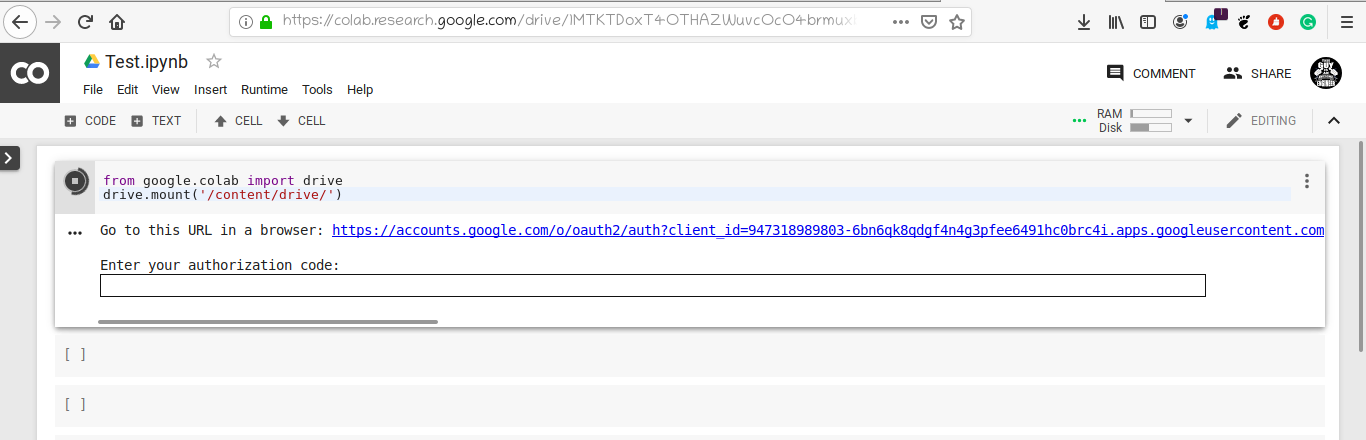 https://colab.research.google.com/drive/1MTKTDoxT4OTHAZWuvcOcO4brmux
1
CO
Test.ipynb
File Edit View Insert Runtime Tools Help
COMMENT
SHARE
CODE TEXT CELL CELL
RAM
Disk
EDITING
from google.colab import drive
drive.mount('/content/drive/')
Go to this URL in a browser: https://accounts.google.com/o/oauth2/auth?client_id=947318989803-6bn6qk8qdgf4n4g3pfee6491hc0brc4i.apps.googleusercontent.com
Enter your authorization code:
[ ]
[ ]